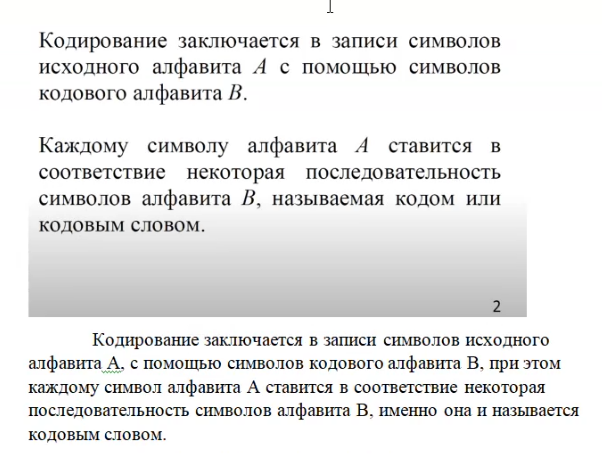 Кодирование заключается в записи символов
исходного алфавита A с помощью символов
кодового алфавита B.
Каждому символу алфавита A ставится в
соответствие некоторая последовательность
символов алфавита B, называемая кодом или
кодовым словом.
2
Кодирование заключается в записи символов исходного
алфавита А, с помощью символов кодового алфавита В, при этом
каждому символ алфавита А ставится в соответствие некоторая
последовательность символов алфавита В, именно она и называется
кодовым словом.